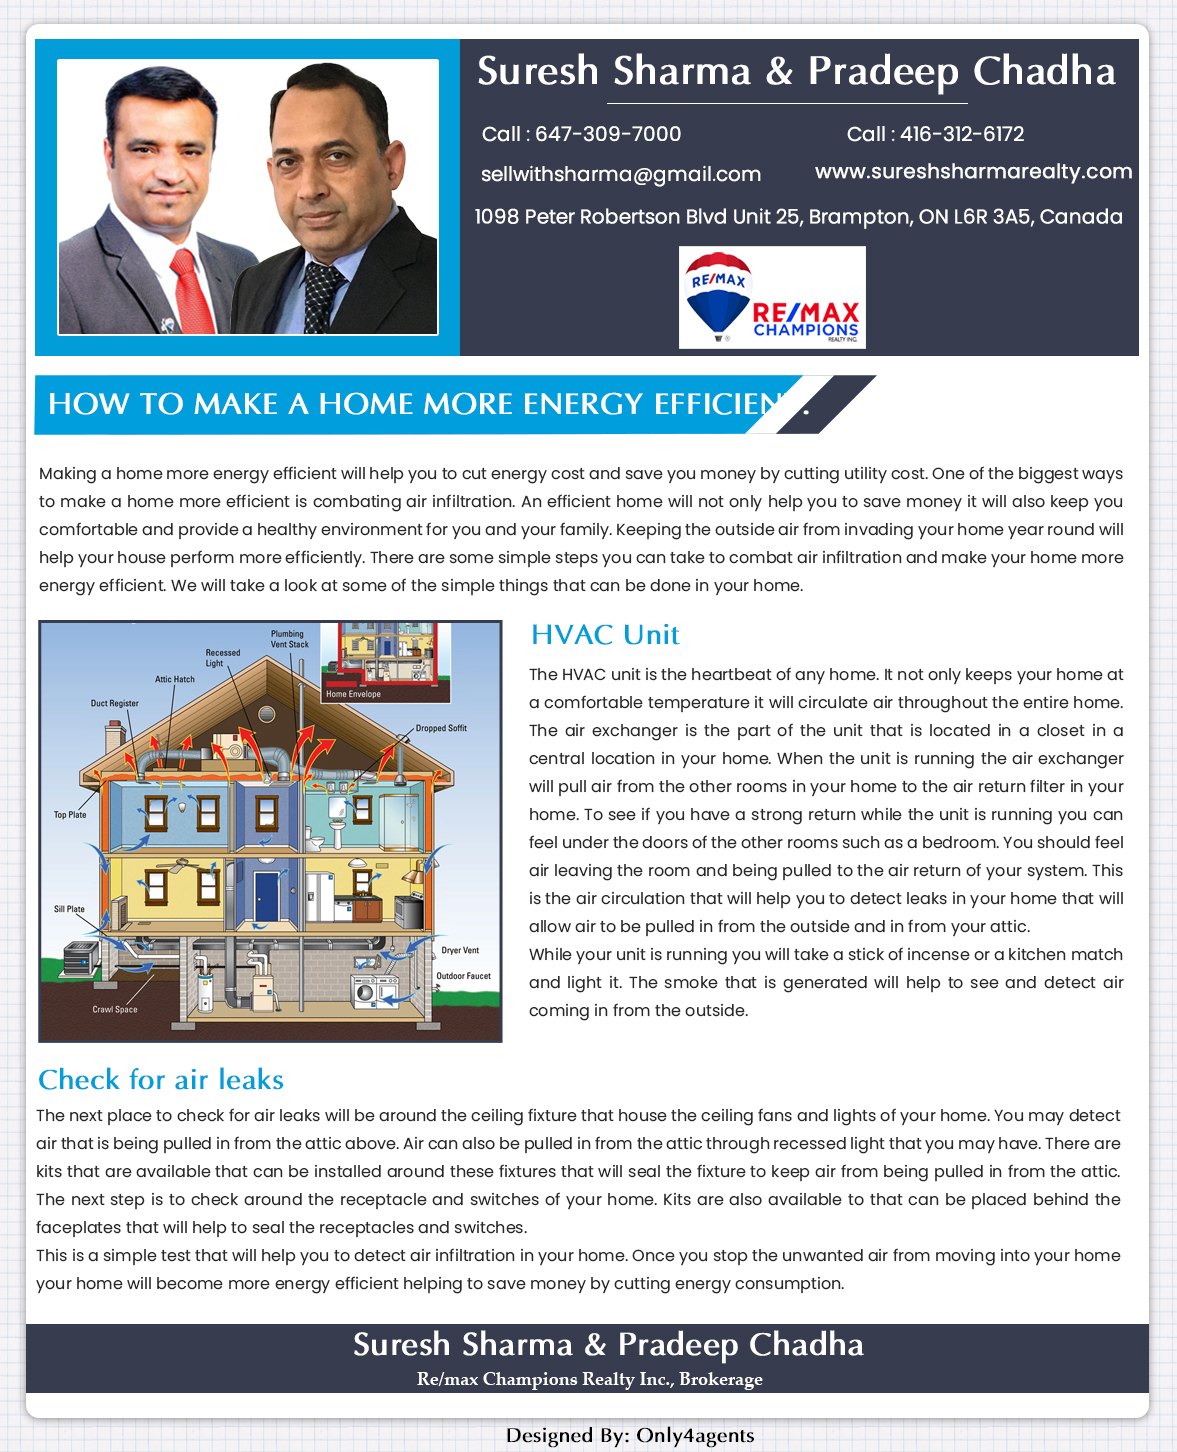 Suresh Sharma & Pradeep Chadha
Call : 647-309-7000
Call : 416-312-6172
sellwithsharma@gmail.com
www.sureshsharmarealty.com
1098 Peter Robertson Blvd Unit 25, Brampton, ON L6R 3A5, Canada
RE/MAX
RE/MAX
CHAMPIONS
REALTY INC.
HOW TO MAKE A HOME MORE ENERGY EFFICIENT.
Making a home more energy efficient will help you to cut energy cost and save you money by cutting utility cost. One of the biggest ways
to make a home more efficient is combating air infiltration. An efficient home will not only help you to save money it will also keep you
comfortable and provide a healthy environment for you and your family. Keeping the outside air from invading your home year round will
help your house perform more efficiently. There are some simple steps you can take to combat air infiltration and make your home more
energy efficient. We will take a look at some of the simple things that can be done in your home.
Plumbing
Vent Stack
Recessed
Light
Attic Hatch
Duct Register
Home Envelope
Dropped Soffit
Top Plate
Sill Plate
Dryer Vent
Outdoor Faucet
Crawl Space
HVAC Unit
The HVAC unit is the heartbeat of any home. It not only keeps your home at
a comfortable temperature it will circulate air throughout the entire home.
The air exchanger is the part of the unit that is located in a closet in a
central location in your home. When the unit is running the air exchanger
will pull air from the other rooms in your home to the air return filter in your
home. To see if you have a strong return while the unit is running you can
feel under the doors of the other rooms such as a bedroom. You should feel
air leaving the room and being pulled to the air return of your system. This
is the air circulation that will help you to detect leaks in your home that will
allow air to be pulled in from the outside and in from your attic.
While your unit is running you will take a stick of incense or a kitchen match
and light it. The smoke that is generated will help to see and detect air
coming in from the outside.
Check for air leaks
The next place to check for air leaks will be around the ceiling fixture that house the ceiling fans and lights of your home. You may detect
air that is being pulled in from the attic above. Air can also be pulled in from the attic through recessed light that you may have. There are
kits that are available that can be installed around these fixtures that will seal the fixture to keep air from being pulled in from the attic.
The next step is to check around the receptacle and switches of your home. Kits are also available to that can be placed behind the
faceplates that will help to seal the receptacles and switches.
This is a simple test that will help you to detect air infiltration in your home. Once you stop the unwanted air from moving into your home
your home will become more energy efficient helping to save money by cutting energy consumption.
Suresh Sharma & Pradeep Chadha
Re/max Champions Realty Inc., Brokerage
Designed By: Only4agents